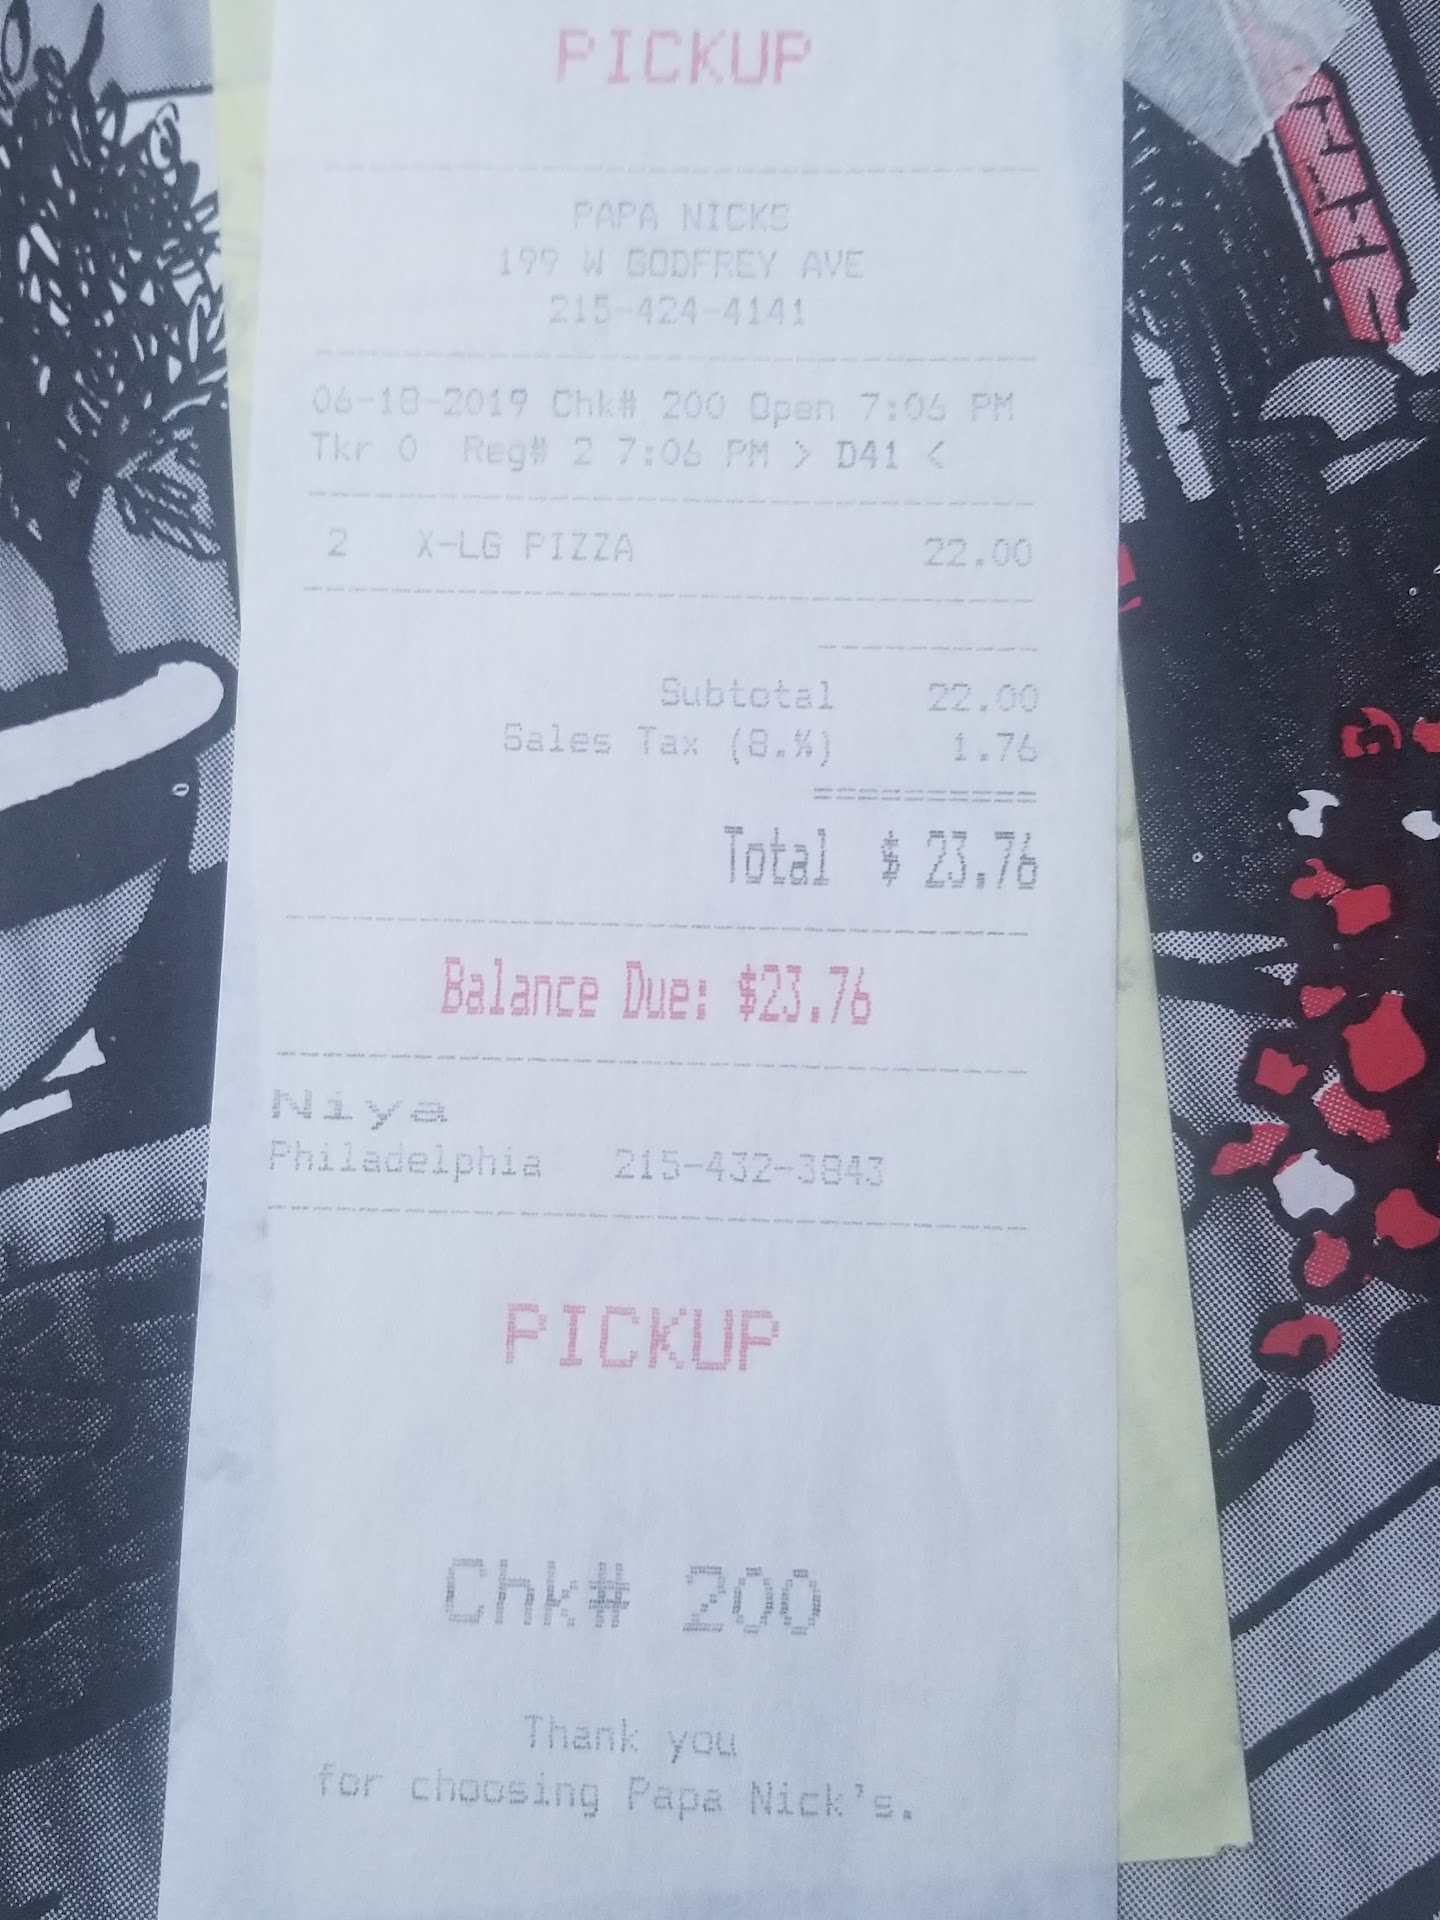 PICKUP
PAPA NICKS
199 W GODFREY AVE
215-424-4141
06-18-2019 Chk# 200 Open 7:06 PM
Tkr 0 Reg# 2 7:06 PM > D41 <
2 X-LG PIZZA 22.00
Subtotal 22.00
Sales Tax (8.%) 1.76
Total $ 23.76
Balance Due: $23.76
Niya
Philadelphia 215-432-3843
PICKUP
Chk# 200
Thank you
for choosing Papa Nick's.